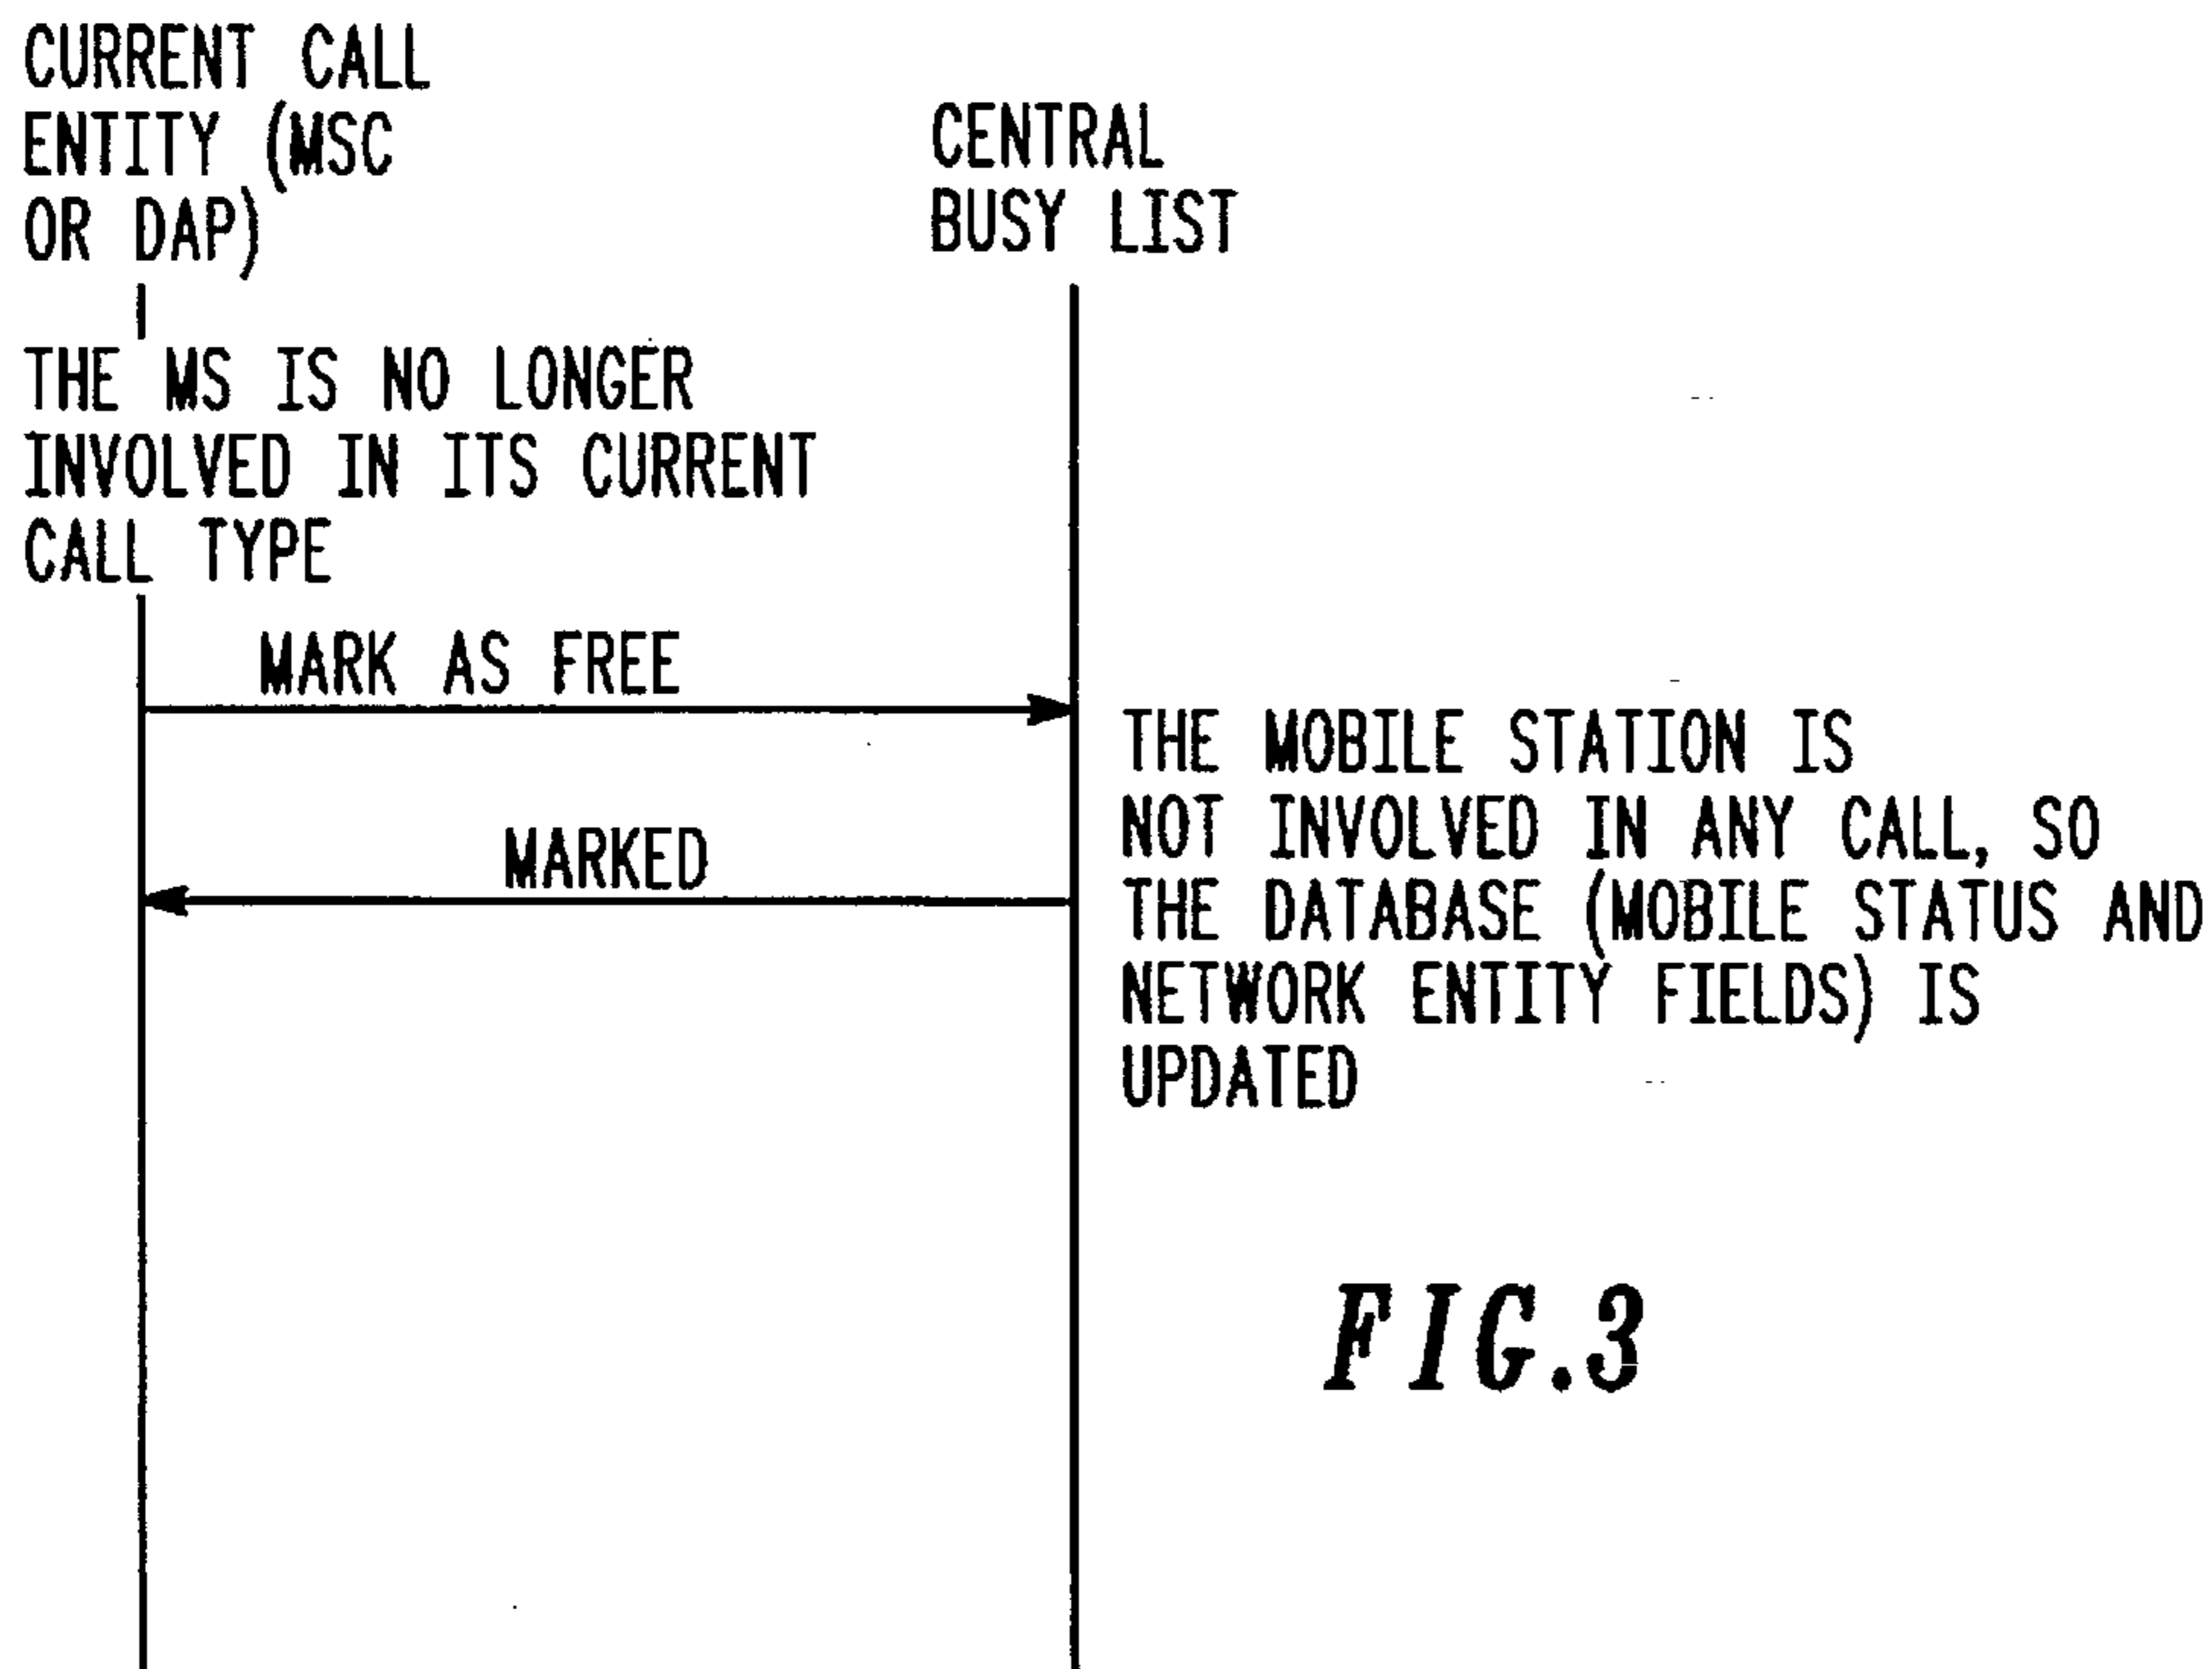 CURRENT CALL
ENTITY (MSC
OR DAP)
CENTRAL
BUSY LIST
THE MS IS NO LONGER
INVOLVED IN ITS CURRENT
CALL TYPE
MARK AS FREE
THE MOBILE STATION IS
NOT INVOLVED IN ANY CALL, SO
THE DATABASE (MOBILE STATUS AND
NETWORK ENTITY FIELDS) IS
UPDATED
MARKED
FIG.3